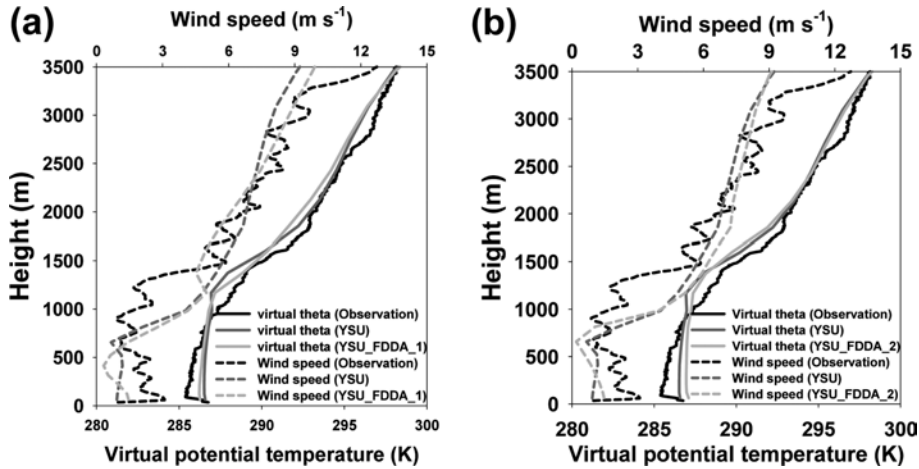 (a)
Wind speed (m s⁻¹)
0 3 6 9 12 15
3500
3000
2500
2000
1500
1000
500
0
Height (m)
virtual theta (Observation)
virtual theta (YSU)
virtual theta (YSU_FDDA_1)
Wind speed (Observation)
Wind speed (YSU)
Wind speed (YSU_FDDA_1)
280 285 290 295 300
Virtual potential temperature (K)
(b)
Wind speed (m s⁻¹)
0 3 6 9 12 15
3500
3000
2500
2000
1500
1000
500
0
Height (m)
Virtual theta (Observation)
Virtual theta (YSU)
Virtual theta (YSU_FDDA_2)
Wind speed (Observation)
Wind speed (YSU)
Wind speed (YSU_FDDA_2)
280 285 290 295 300
Virtual potential temperature (K)